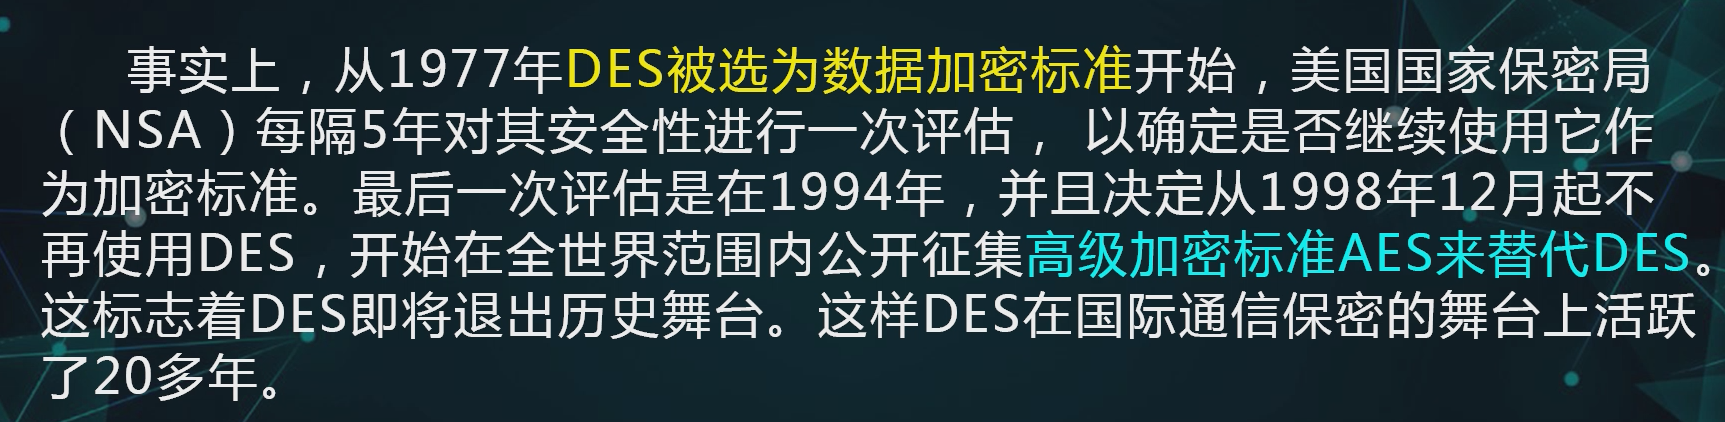 事实上，从1977年DES被选为数据加密标准开始，美国国家保密局
（NSA）每隔5年对其安全性进行一次评估， 以确定是否继续使用它作
为加密标准。最后一次评估是在1994年，并且决定从1998年12月起不
再使用DES，开始在全世界范围内公开征集高级加密标准AES来替代DES。
这标志着DES即将退出历史舞台。这样DES在国际通信保密的舞台上活跃
了20多年。